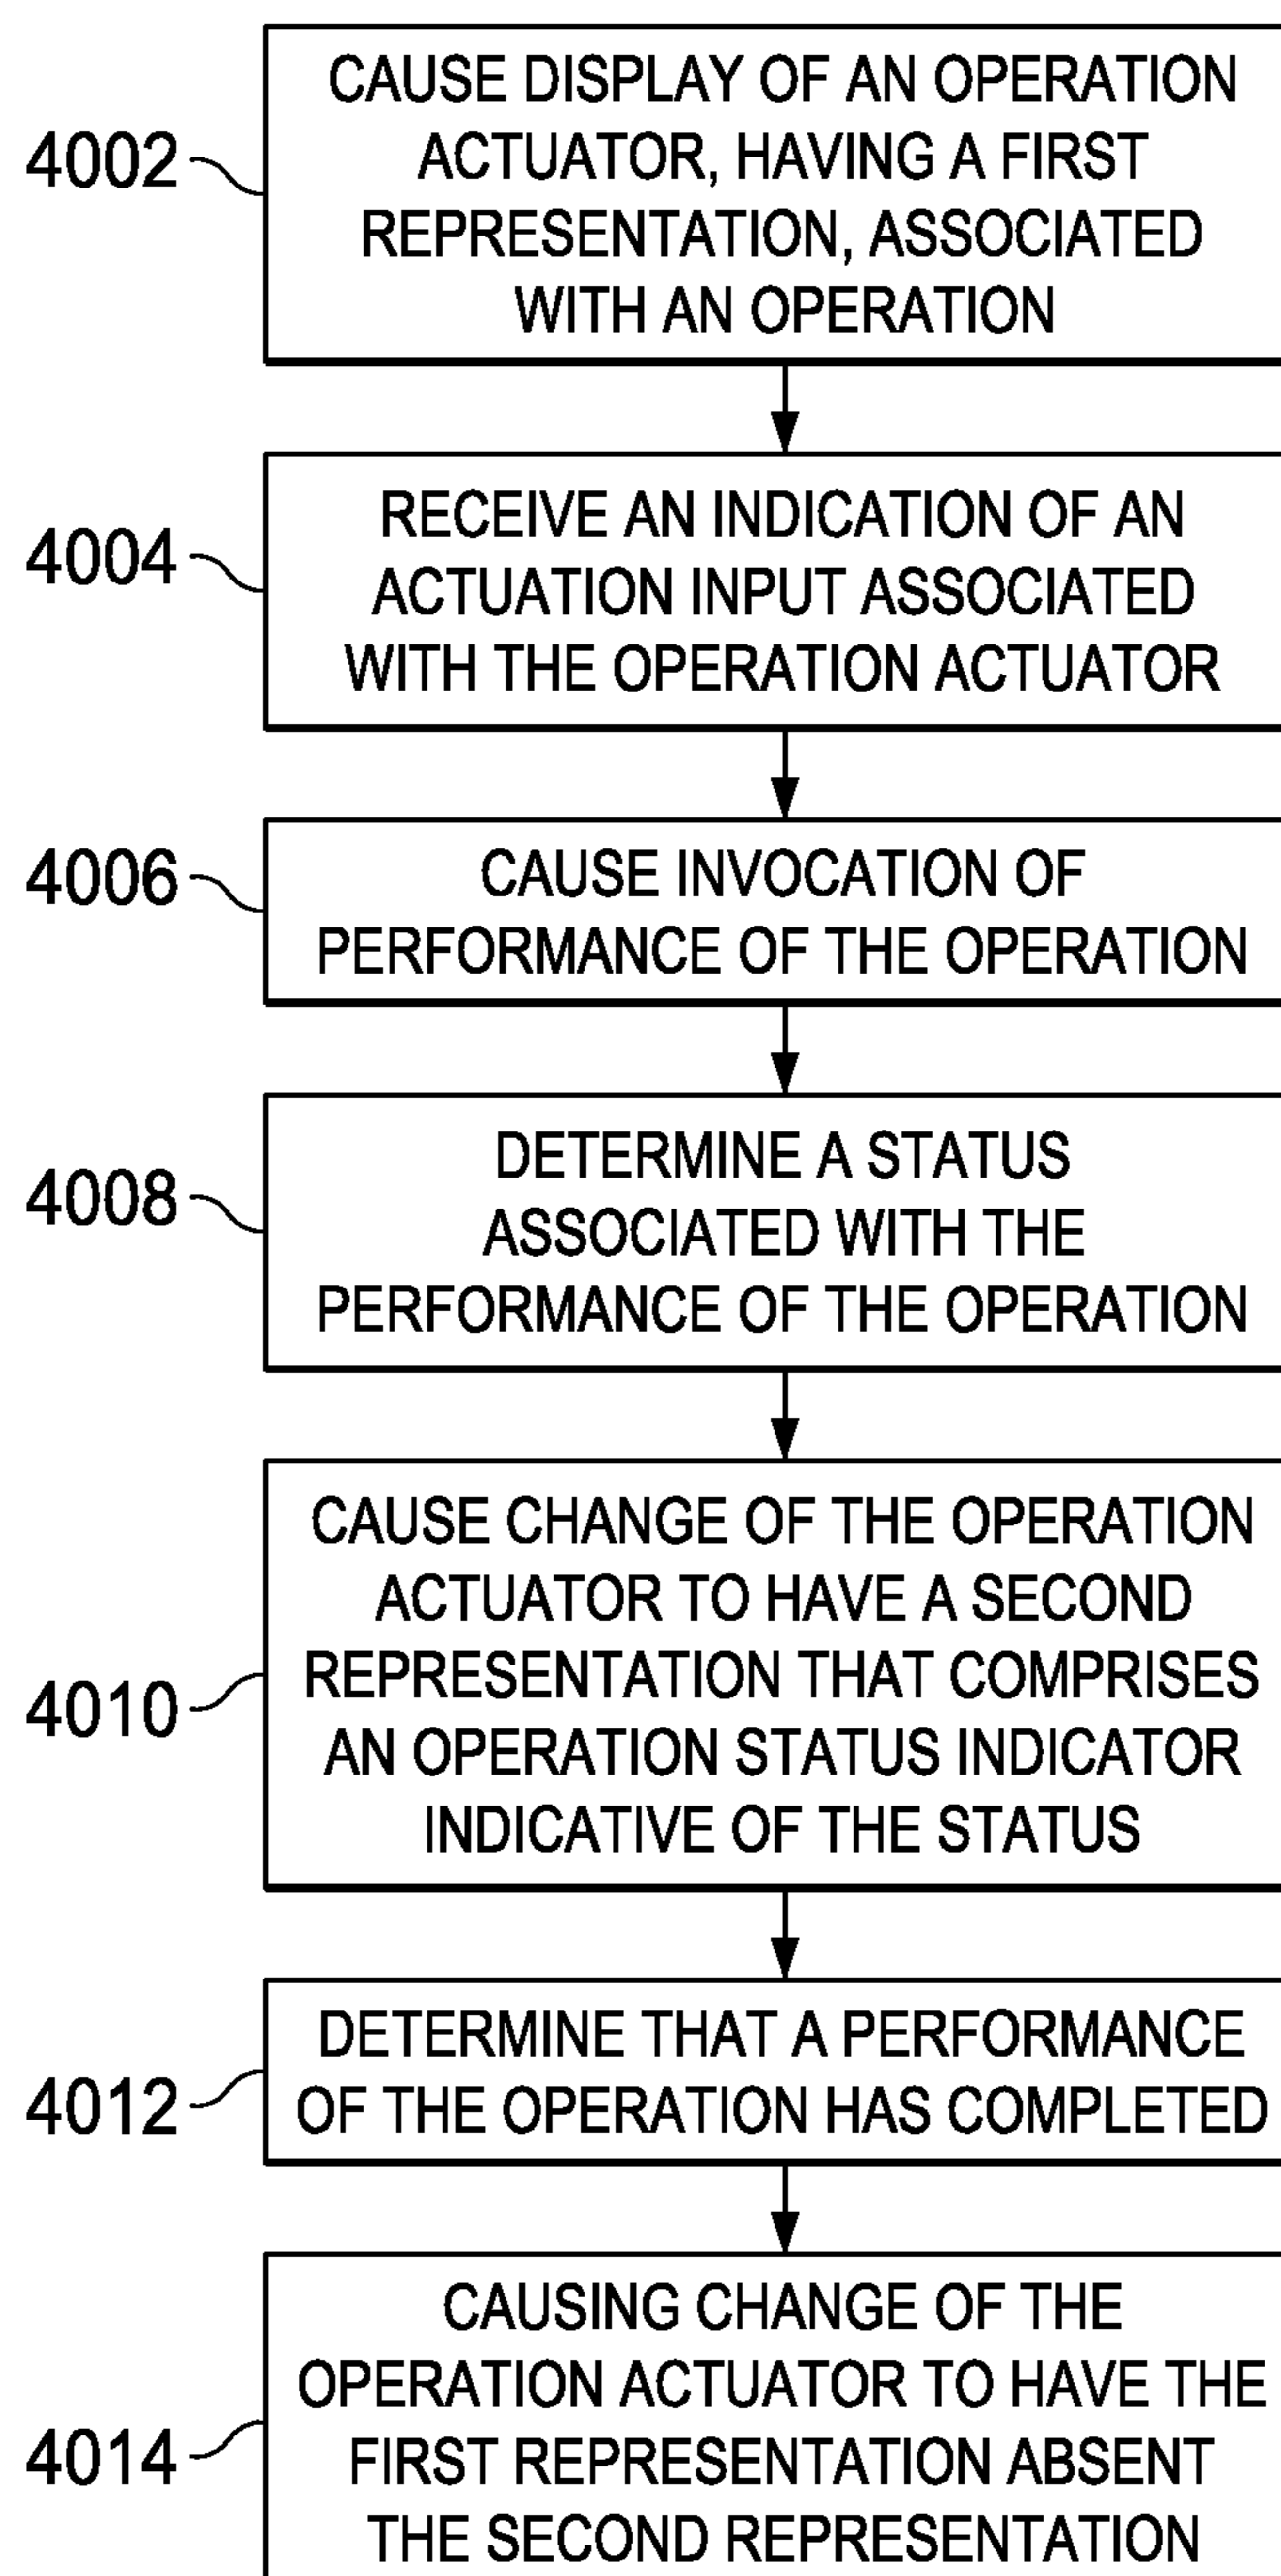 CAUSE DISPLAY OF AN OPERATION
ACTUATOR, HAVING A FIRST
REPRESENTATION, ASSOCIATED
WITH AN OPERATION
4002
RECEIVE AN INDICATION OF AN
ACTUATION INPUT ASSOCIATED
WITH THE OPERATION ACTUATOR
4004
CAUSE INVOCATION OF
PERFORMANCE OF THE OPERATION
4006
DETERMINE A STATUS
ASSOCIATED WITH THE
PERFORMANCE OF THE OPERATION
4008
CAUSE CHANGE OF THE OPERATION
ACTUATOR TO HAVE A SECOND
REPRESENTATION THAT COMPRISES
AN OPERATION STATUS INDICATOR
INDICATIVE OF THE STATUS
4010
DETERMINE THAT A PERFORMANCE
OF THE OPERATION HAS COMPLETED
4012
CAUSING CHANGE OF THE
OPERATION ACTUATOR TO HAVE THE
FIRST REPRESENTATION ABSENT
THE SECOND REPRESENTATION
4014